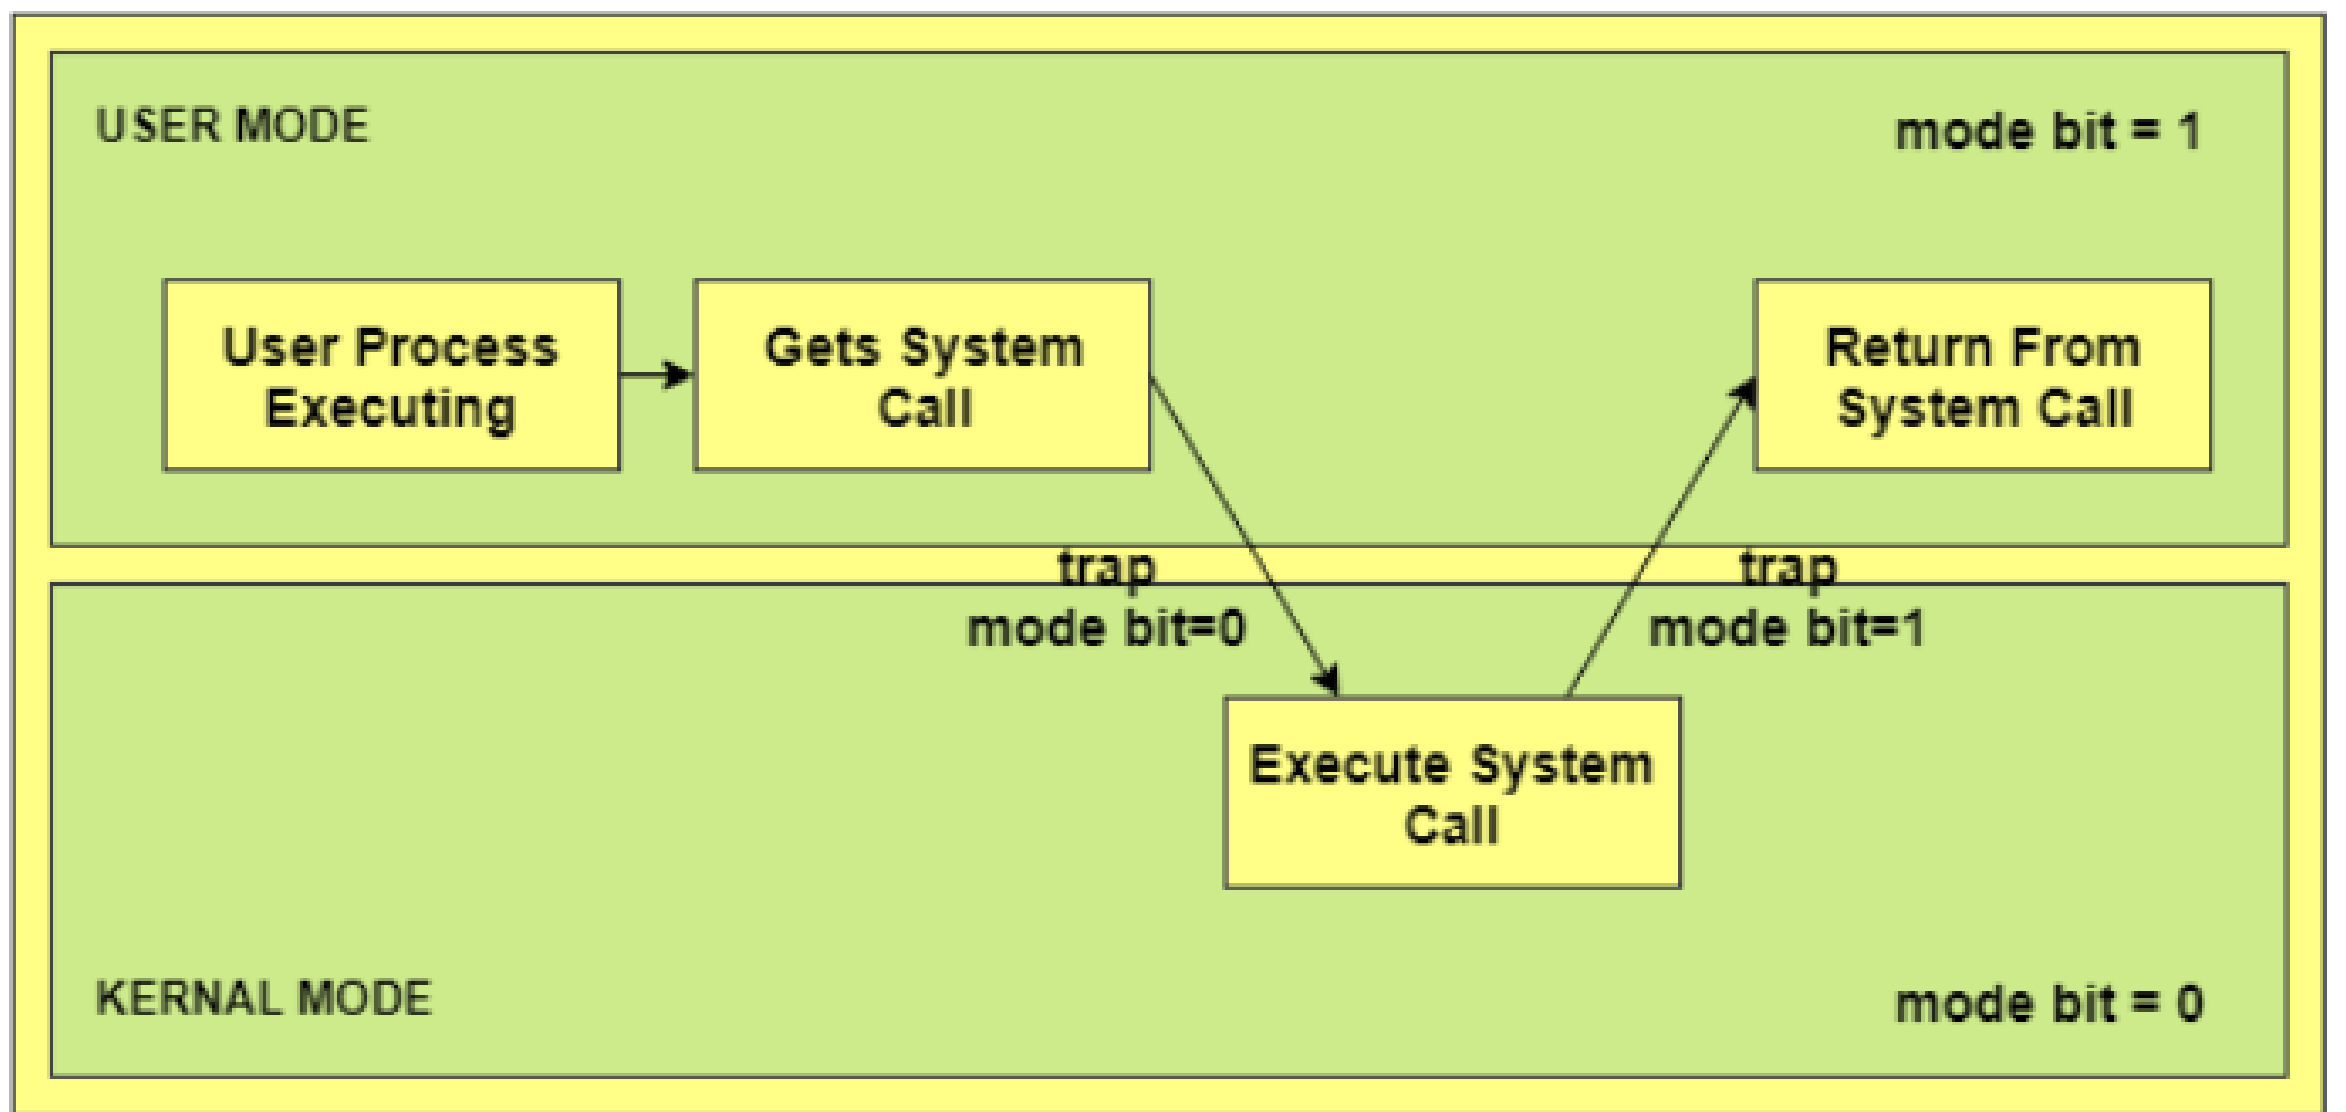 USER MODE
mode bit = 1
User Process
Executing
Gets System
Call
Return From
System Call
trap
mode bit=0
trap
mode bit=1
Execute System
Call
KERNAL MODE
mode bit = 0